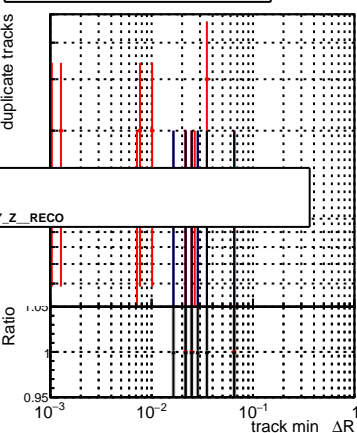 duplicate tracks
_Z__RECO
Ratio
1.05
1
0.95
10⁻³ 10⁻² 10⁻¹ 1
track min ΔR